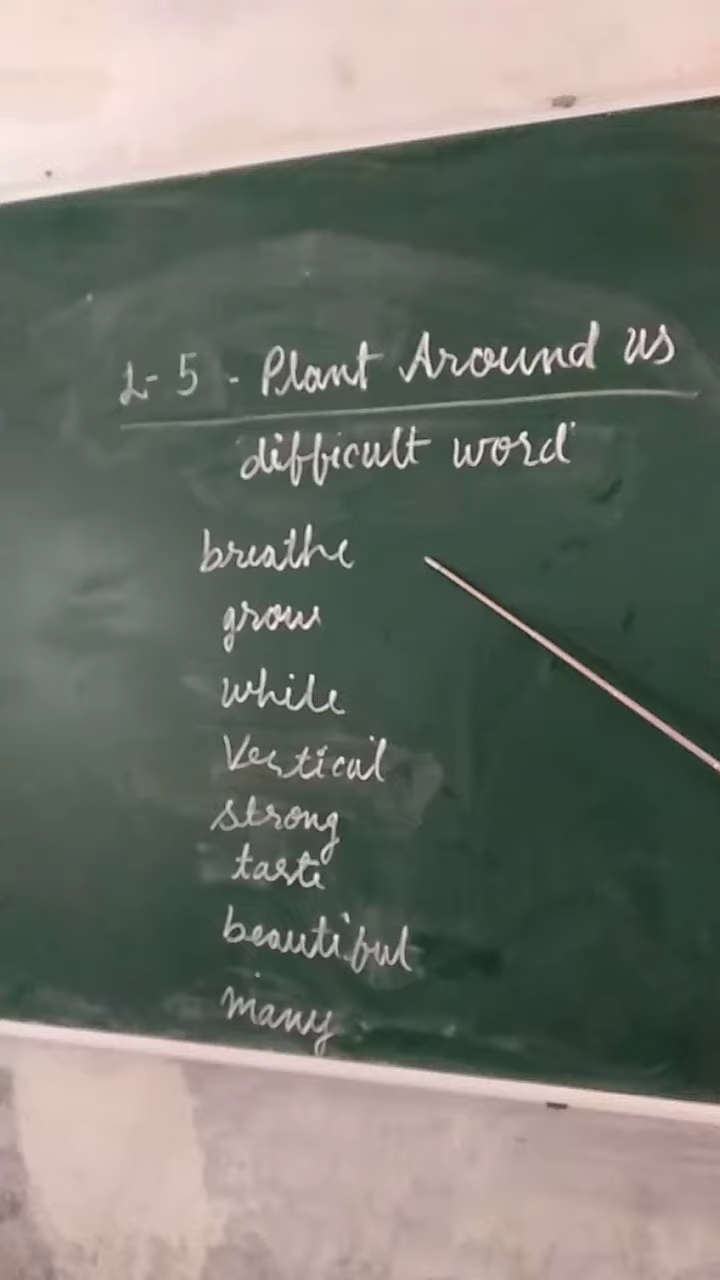 L-5 - Plant Around us
difficult word
breathe
grow
while
Vertical
strong
taste
beautiful
many